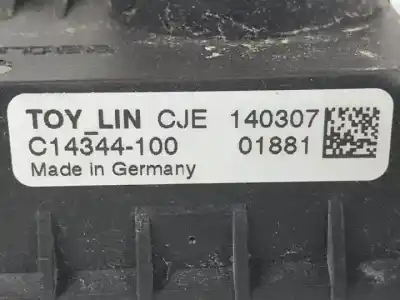 TOY_LIN CJE 140307
C14344-100 01881
Made in Germany